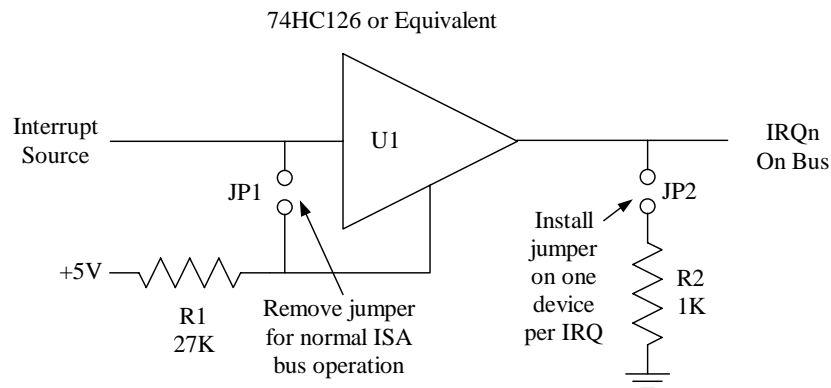 74HC126 or Equivalent
Interrupt
Source
U1
IRQn
On Bus
JP1
JP2
Install
jumper
on one
device
per IRQ
+5V
R1
27K
Remove jumper
for normal ISA
bus operation
R2
1K